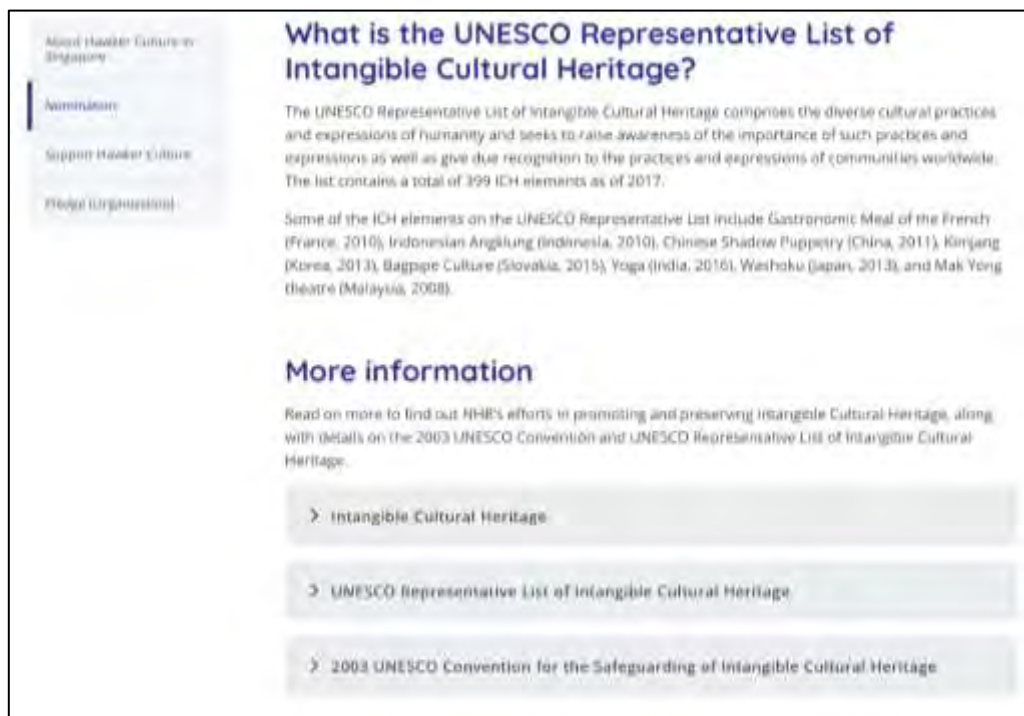 About Hawker Culture in
Singapore
Nomination
Support Hawker Culture
Pledge (Organisation)
What is the UNESCO Representative List of
Intangible Cultural Heritage?
The UNESCO Representative List of Intangible Cultural Heritage comprises the diverse cultural practices
and expressions of humanity and seeks to raise awareness of the importance of such practices and
expressions as well as give due recognition to the practices and expressions of communities worldwide.
The list contains a total of 399 ICH elements as of 2017.
Some of the ICH elements on the UNESCO Representative List include Gastronomic Meal of the French
(France, 2010), Indonesian Angklung (Indonesia, 2010), Chinese Shadow Puppetry (China, 2011), Kimjang
(Korea, 2013), Bagpipe Culture (Slovakia, 2015), Yoga (India, 2016), Washoku (Japan, 2013), and Mak Yong
theatre (Malaysia, 2008).
More information
Read on more to find out NHB's efforts in promoting and preserving Intangible Cultural Heritage, along
with details on the 2003 UNESCO Convention and UNESCO Representative List of Intangible Cultural
Heritage.
> Intangible Cultural Heritage
> UNESCO Representative List of Intangible Cultural Heritage
> 2003 UNESCO Convention for the Safeguarding of Intangible Cultural Heritage